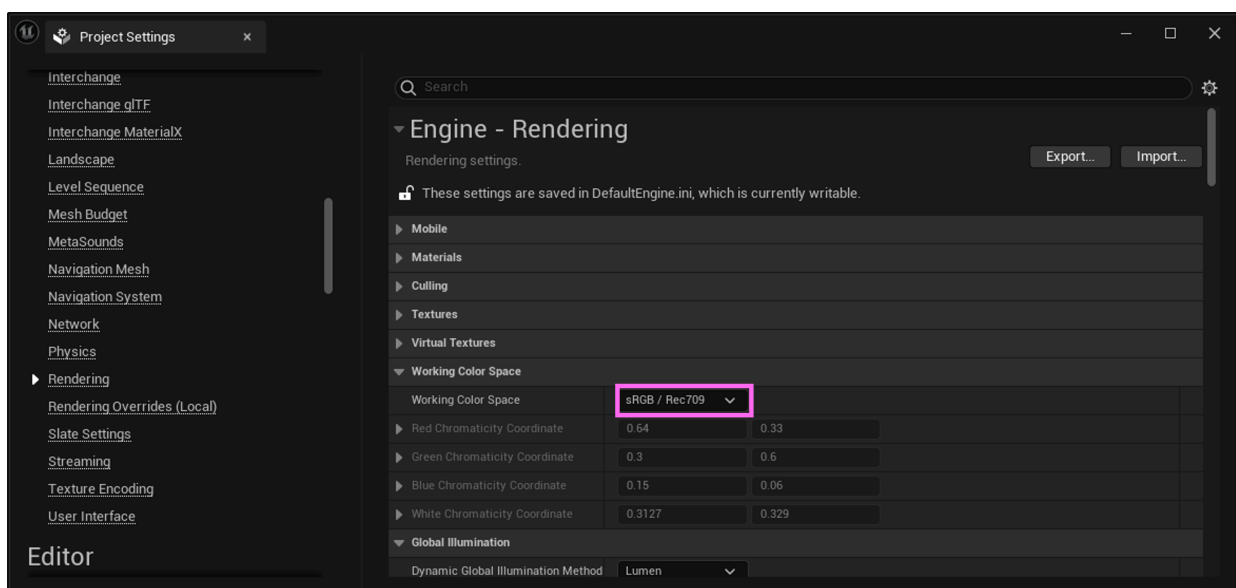 Project Settings
Interchange
Interchange glTF
Interchange MaterialX
Landscape
Level Sequence
Mesh Budget
MetaSounds
Navigation Mesh
Navigation System
Network
Physics
Rendering
Rendering Overrides (Local)
Slate Settings
Streaming
Texture Encoding
User Interface
Editor
Search
Engine - Rendering
Rendering settings.
Export...
Import...
These settings are saved in DefaultEngine.ini, which is currently writable.
Mobile
Materials
Culling
Textures
Virtual Textures
Working Color Space
Working Color Space sRGB / Rec709
Red Chromaticity Coordinate 0.64 0.33
Green Chromaticity Coordinate 0.3 0.6
Blue Chromaticity Coordinate 0.15 0.06
White Chromaticity Coordinate 0.3127 0.329
Global Illumination
Dynamic Global Illumination Method Lumen